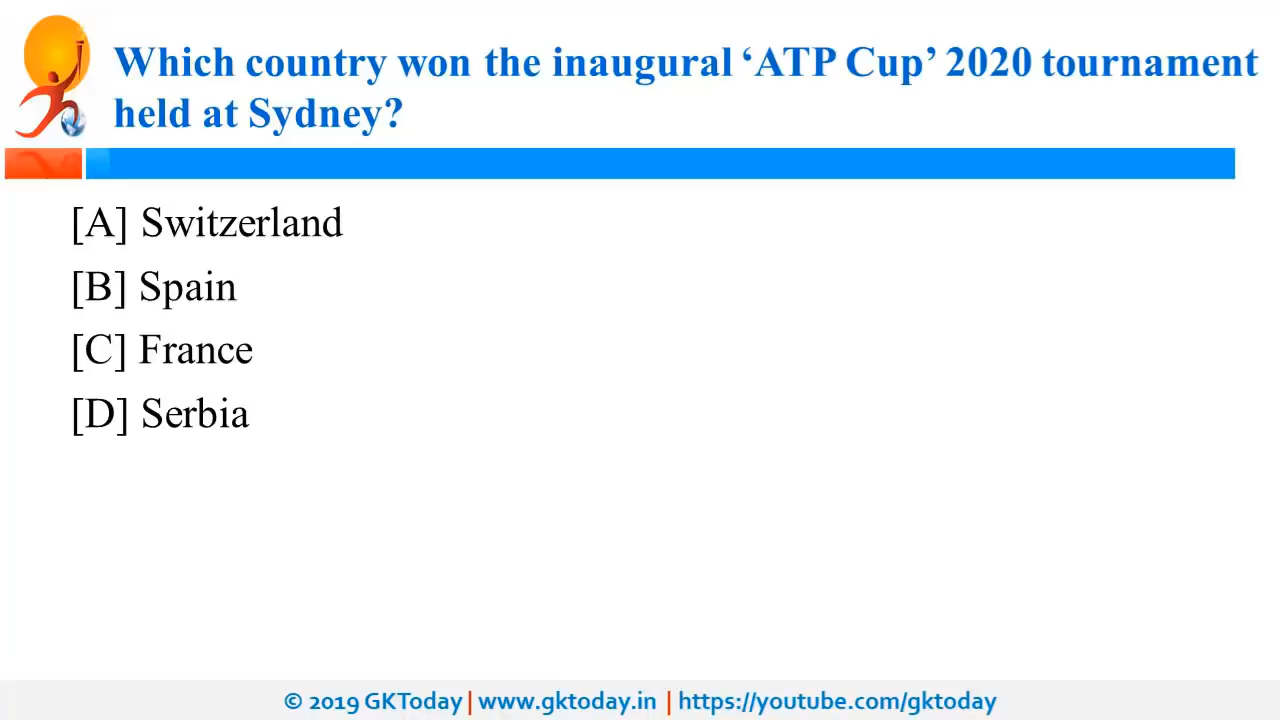 Which country won the inaugural ‘ATP Cup’ 2020 tournament
held at Sydney?
[A] Switzerland
[B] Spain
[C] France
[D] Serbia
© 2019 GKToday | www.gktoday.in | https://youtube.com/gktoday